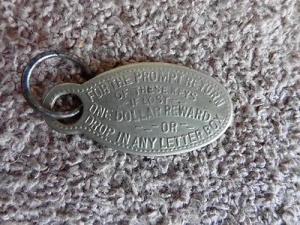 FOR THE PROMPT RETURN
OF THESE KEYS
IF LOST
ONE DOLLAR REWARD
— OR —
DROP IN ANY LETTER BOX